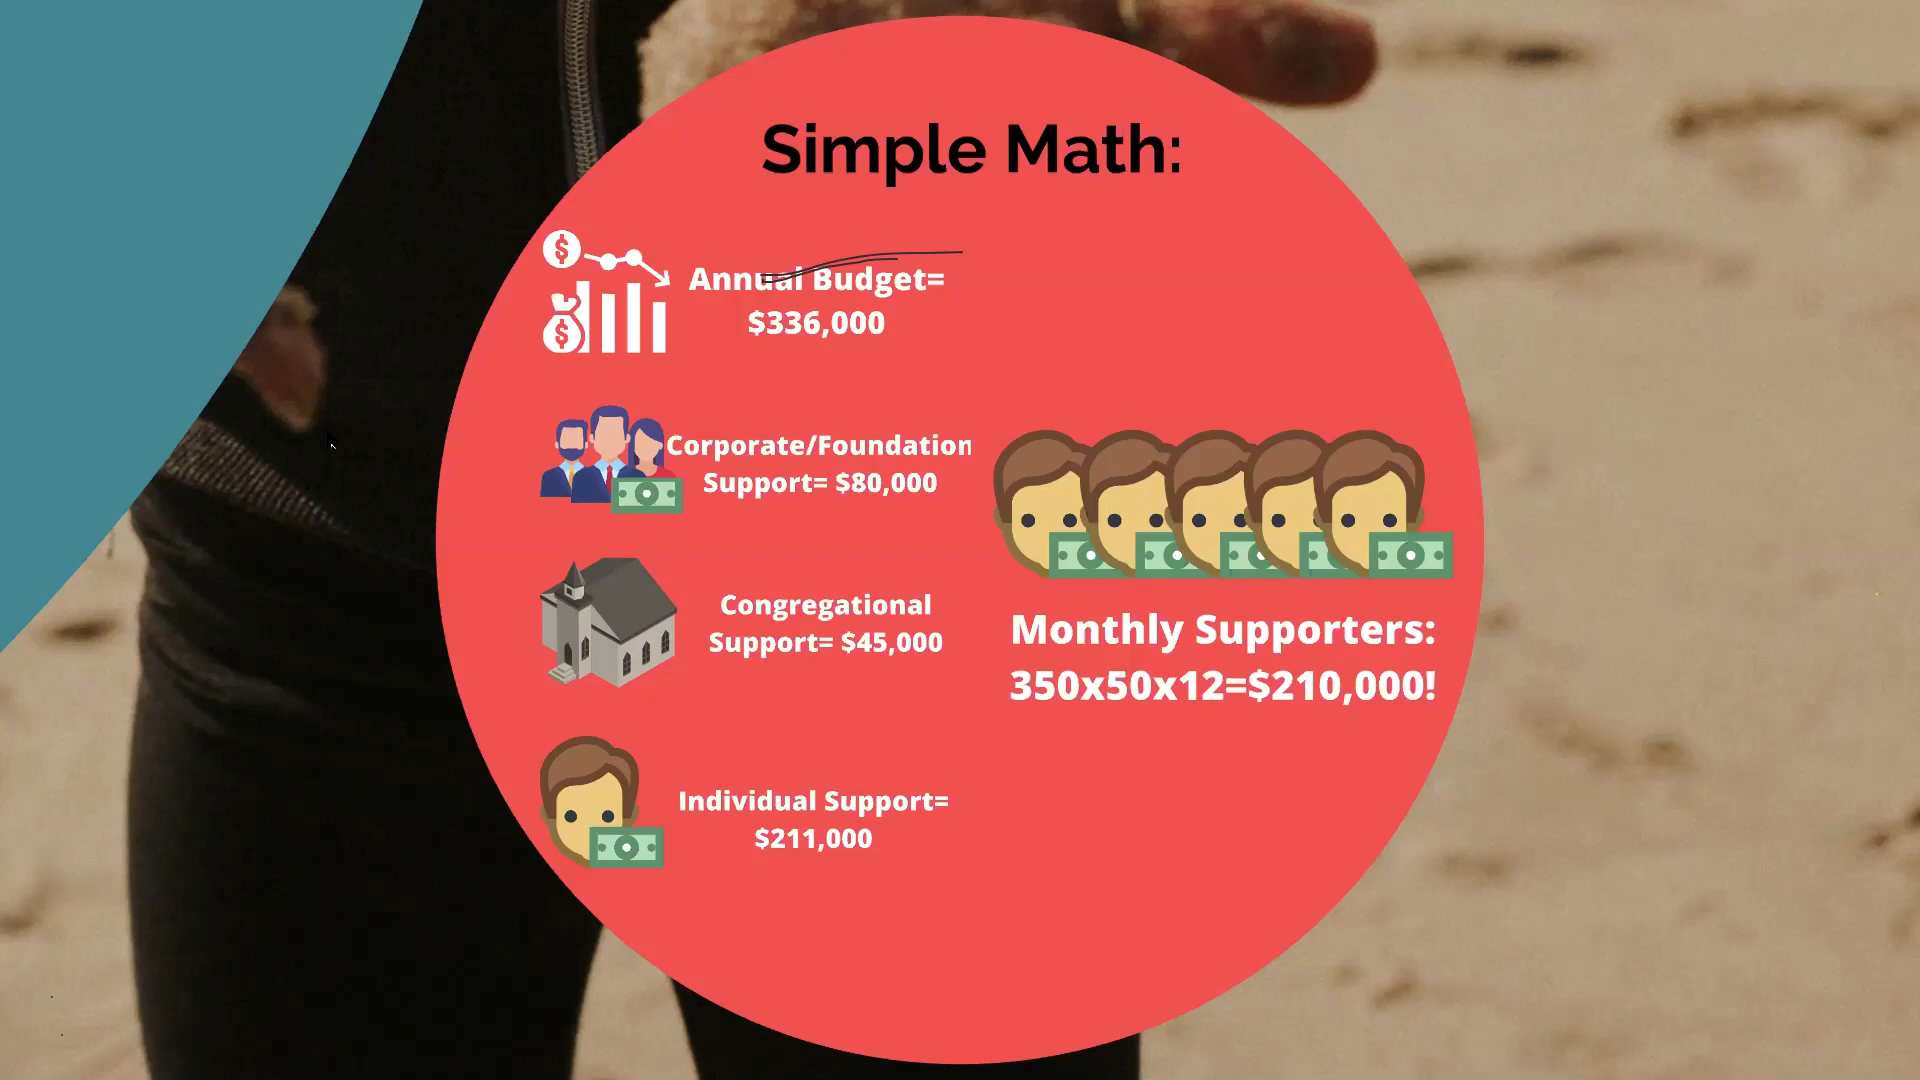 Simple Math:
Annual Budget=
$336,000
Corporate/Foundation
Support= $80,000
Congregational
Support= $45,000
Individual Support=
$211,000
Monthly Supporters:
350x50x12=$210,000!